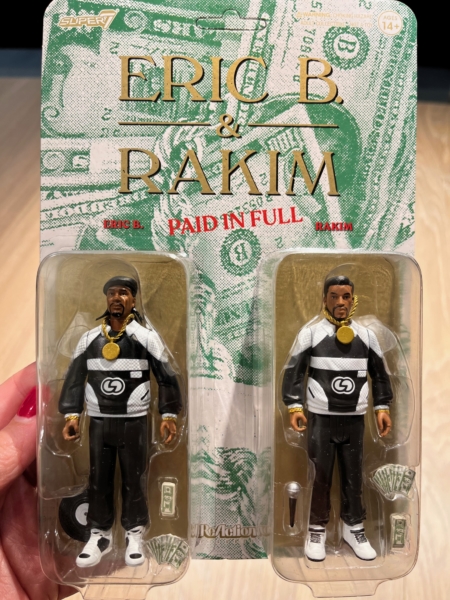 SUPER7
14+
ERIC B.
&
RAKIM
ERIC B. PAID IN FULL RAKIM
ReAction